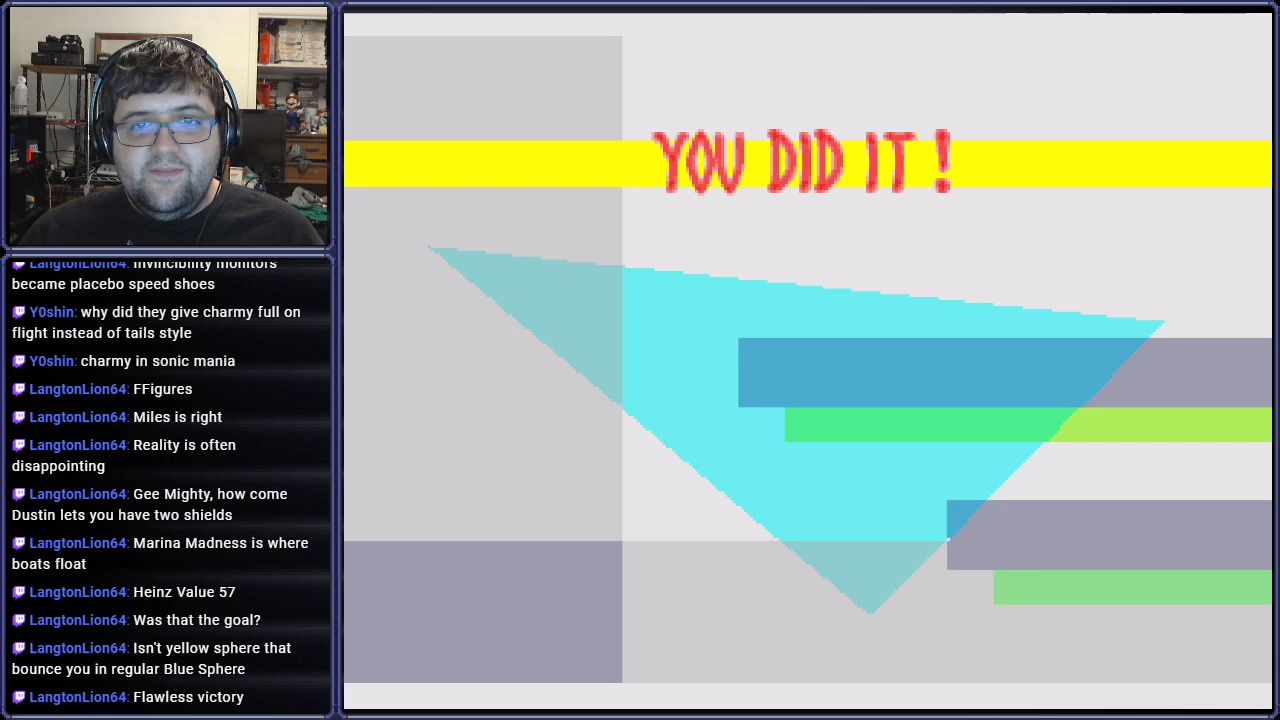 LangtonLion64: Invincibility monitors
became placebo speed shoes
Y0shin: why did they give charmy full on
flight instead of tails style
Y0shin: charmy in sonic mania
LangtonLion64: FFigures
LangtonLion64: Miles is right
LangtonLion64: Reality is often
disappointing
LangtonLion64: Gee Mighty, how come
Dustin lets you have two shields
LangtonLion64: Marina Madness is where
boats float
LangtonLion64: Heinz Value 57
LangtonLion64: Was that the goal?
LangtonLion64: Isn't yellow sphere that
bounce you in regular Blue Sphere
LangtonLion64: Flawless victory
YOU DID IT !